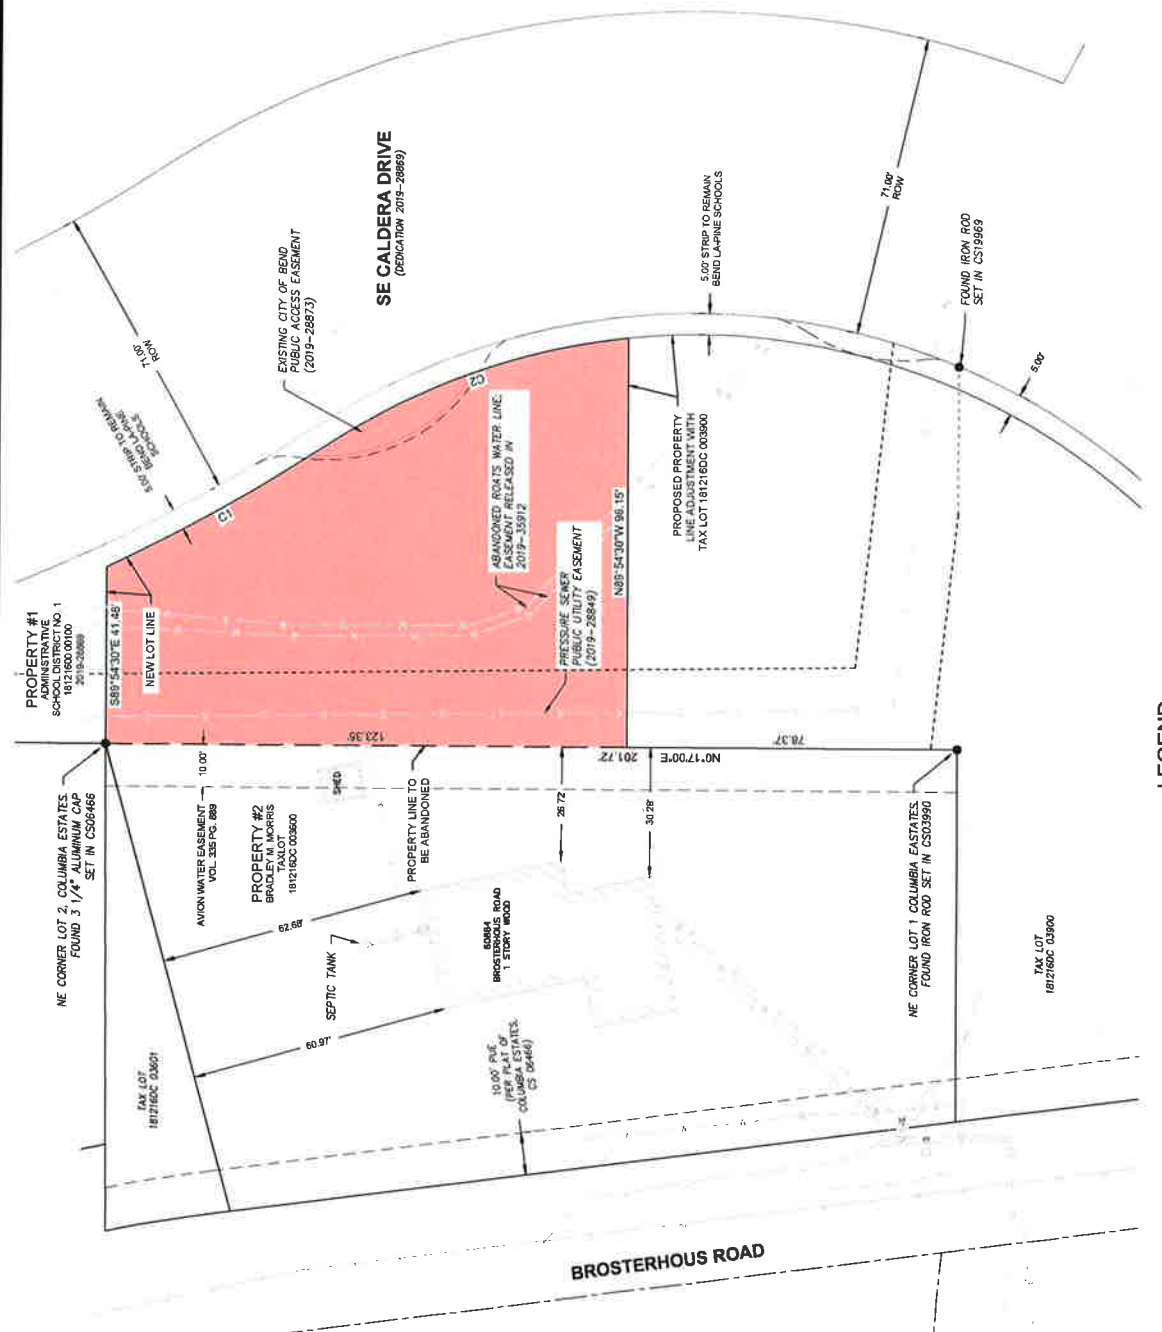 PROPERTY #1
ADMINISTRATIVE
SCHOOL DISTRICT NO. 1
1812160000100
2019-28869
S89°54'30"E 41.48'
NEW LOT LINE
5.00' STRIP TO REMAIN
BEND LA-PINE
SCHOOLS
71.00'
ROW
EXISTING CITY OF BEND
PUBLIC ACCESS EASEMENT
(2019-28873)
SE CALDERA DRIVE
(DEDICATION 2019-28869)
C1
C2
ABANDONED ROATS WATER LINE;
EASEMENT RELEASED IN
2019-35912
PRESSURE SEWER
PUBLIC UTILITY EASEMENT
(2019-28849)
N89°54'30"W 96.15'
PROPOSED PROPERTY
LINE ADJUSTMENT WITH
TAX LOT 181216DC 003900
5.00' STRIP TO REMAIN
BEND LA-PINE SCHOOLS
71.00'
ROW
FOUND IRON ROD
SET IN CS19969
5.00'
NE CORNER LOT 2, COLUMBIA ESTATES.
FOUND 3 1/4" ALUMINUM CAP
SET IN CS06466
10.00'
AVION WATER EASEMENT
VOL. 335 PG. 889
PROPERTY #2
BRADLEY M. MORRIS
TAXLOT
181216DC 003600
SHED
123.35'
PROPERTY LINE TO
BE ABANDONED
201.72'
N0°17'00"E
78.37'
26.72
30.28'
62.68'
SEPTIC TANK
60.97'
60884
BROSTERHOUS ROAD
1 STORY WOOD
10.00' PUE
(PER PLAT OF
COLUMBIA ESTATES,
CS 06466)
NE CORNER LOT 1 COLUMBIA EASTATES.
FOUND IRON ROD SET IN CS03990
TAX LOT
181216DC 03601
TAX LOT
181216DC 03900
BROSTERHOUS ROAD
LEGEND